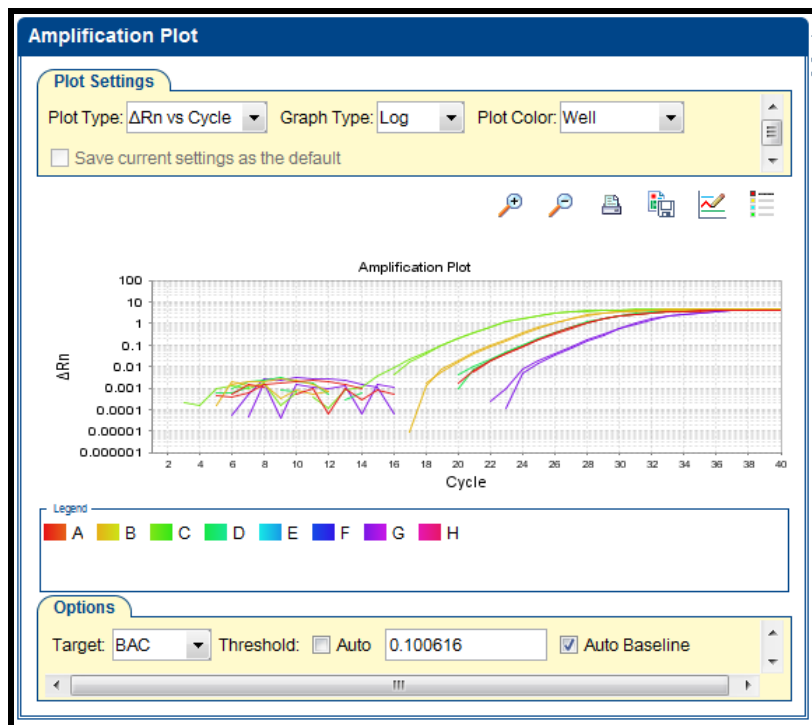 Amplification Plot
Plot Settings
Plot Type: ΔRn vs Cycle Graph Type: Log Plot Color: Well
Save current settings as the default
Amplification Plot
100
10
1
0.1
0.01
0.001
0.0001
0.00001
0.000001
ΔRn
2 4 6 8 10 12 14 16 18 20 22 24 26 28 30 32 34 36 38 40
Cycle
Legend
A B C D E F G H
Options
Target: BAC Threshold: Auto 0.100616 Auto Baseline